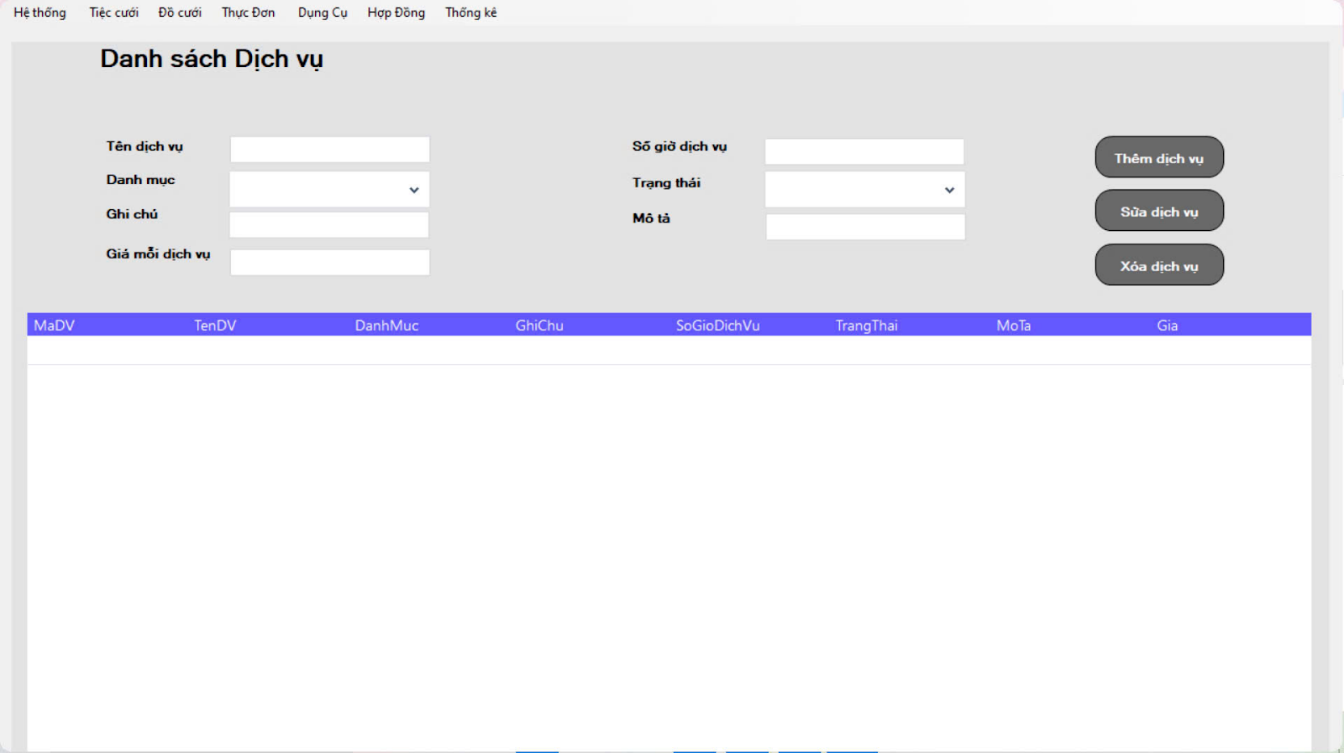 Hệ thống Tiệc cưới Đồ cưới Thực Đơn Dụng Cụ Hợp Đồng Thống kê
Danh sách Dịch vụ
Tên dịch vụ
Số giờ dịch vụ
Thêm dịch vụ
Danh mục
Trạng thái
Ghi chú
Mô tả
Sửa dịch vụ
Giá mỗi dịch vụ
Xóa dịch vụ
MaDV TenDV DanhMuc GhiChu SoGioDichVu TrangThai MoTa Gia